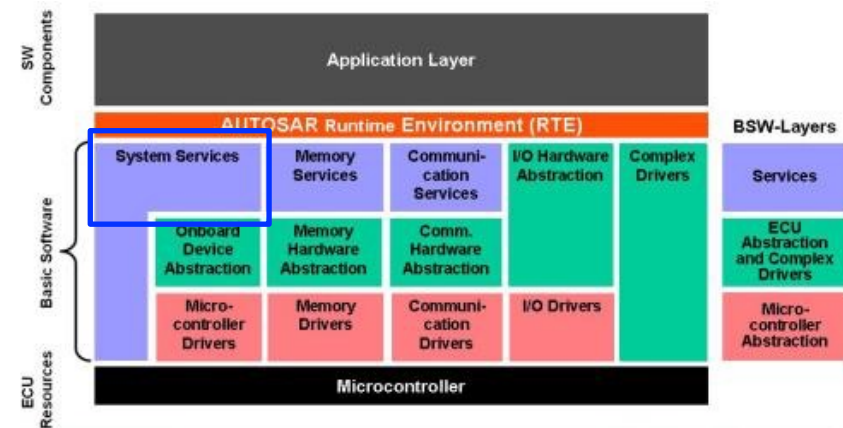 SW
Components
Application Layer
AUTOSAR Runtime Environment (RTE)
BSW-Layers
Basic Software
System Services
Memory
Services
Communi-
cation
Services
I/O Hardware
Abstraction
Complex
Drivers
Services
Onboard
Device
Abstraction
Memory
Hardware
Abstraction
Comm.
Hardware
Abstraction
ECU
Abstraction
and Complex
Drivers
Micro-
controller
Drivers
Memory
Drivers
Communi-
cation
Drivers
I/O Drivers
Micro-
controller
Abstraction
ECU
Resources
Microcontroller